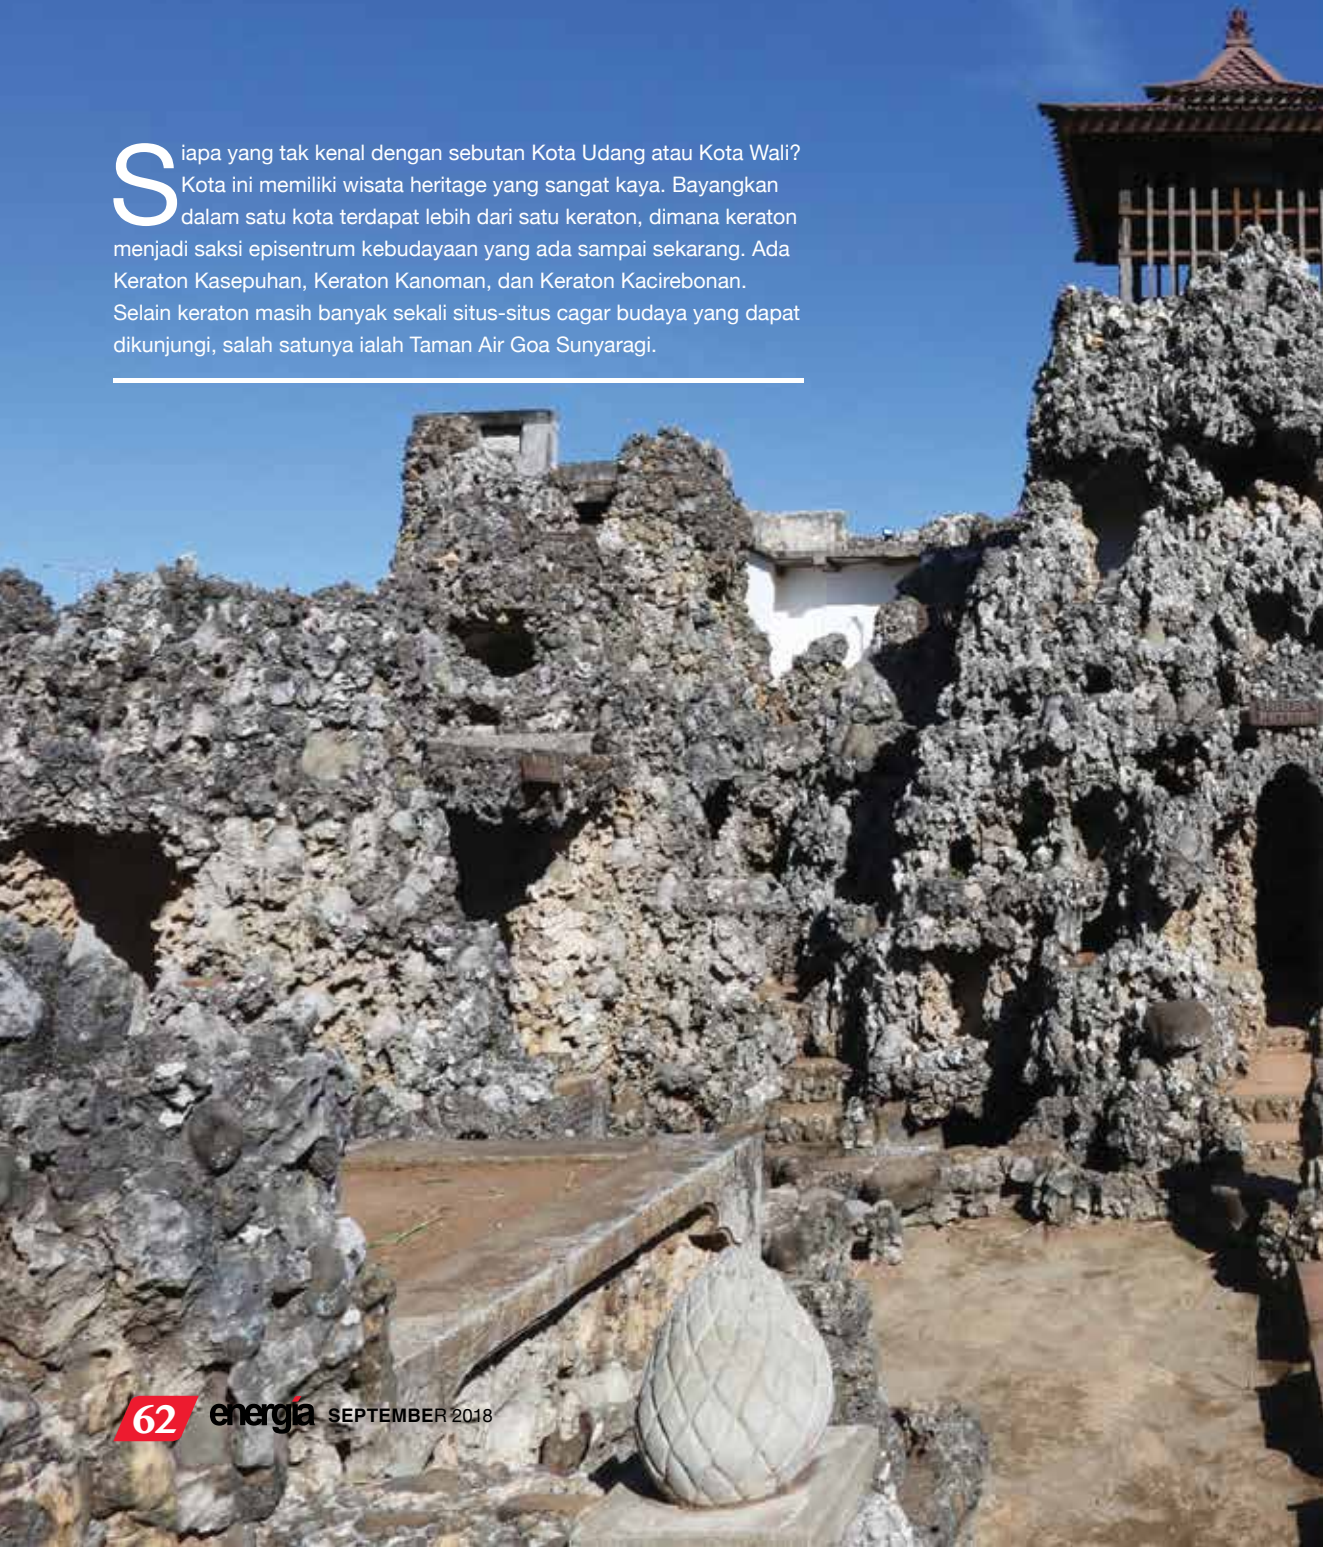 Siapa yang tak kenal dengan sebutan Kota Udang atau Kota Wali?
Kota ini memiliki wisata heritage yang sangat kaya. Bayangkan
dalam satu kota terdapat lebih dari satu keraton, dimana keraton
menjadi saksi episentrum kebudayaan yang ada sampai sekarang. Ada
Keraton Kasepuhan, Keraton Kanoman, dan Keraton Kacirebonan.
Selain keraton masih banyak sekali situs-situs cagar budaya yang dapat
dikunjungi, salah satunya ialah Taman Air Goa Sunyaragi.
62 energia SEPTEMBER 2018